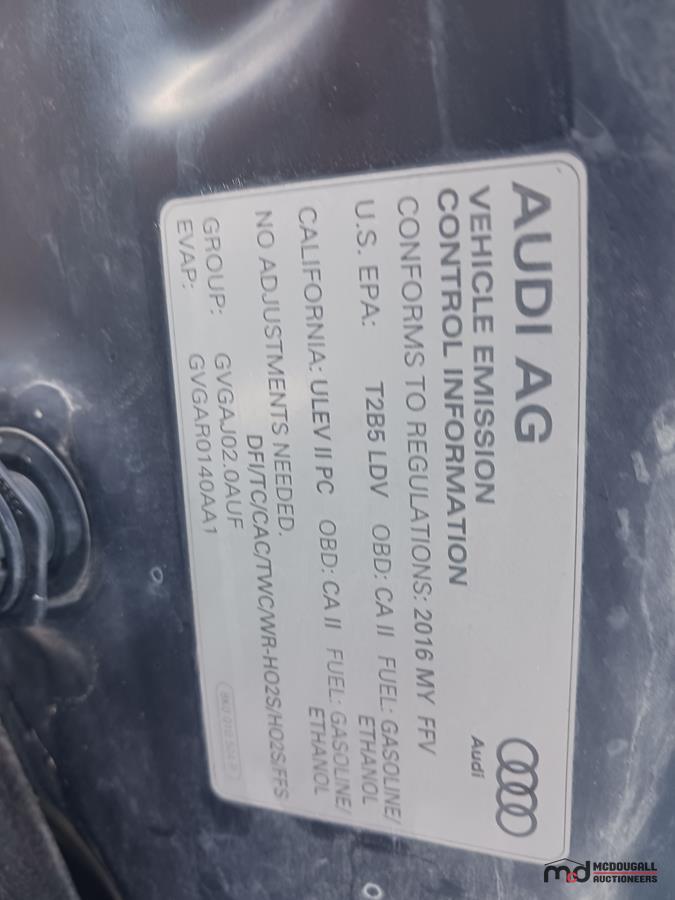 AUDI AG
Audi
VEHICLE EMISSION
CONTROL INFORMATION
CONFORMS TO REGULATIONS: 2016 MY FFV
U.S. EPA: T2B5 LDV OBD: CA II FUEL: GASOLINE/
ETHANOL
CALIFORNIA: ULEV II PC OBD: CA II FUEL: GASOLINE/
ETHANOL
NO ADJUSTMENTS NEEDED.
DFI/TC/CAC/TWC/WR-HO2S/HO2S/FFS
GROUP: GVGAJ02.0AUF
EVAP: GVGAR0140AA1
mcd MCDOUGALL
AUCTIONEERS